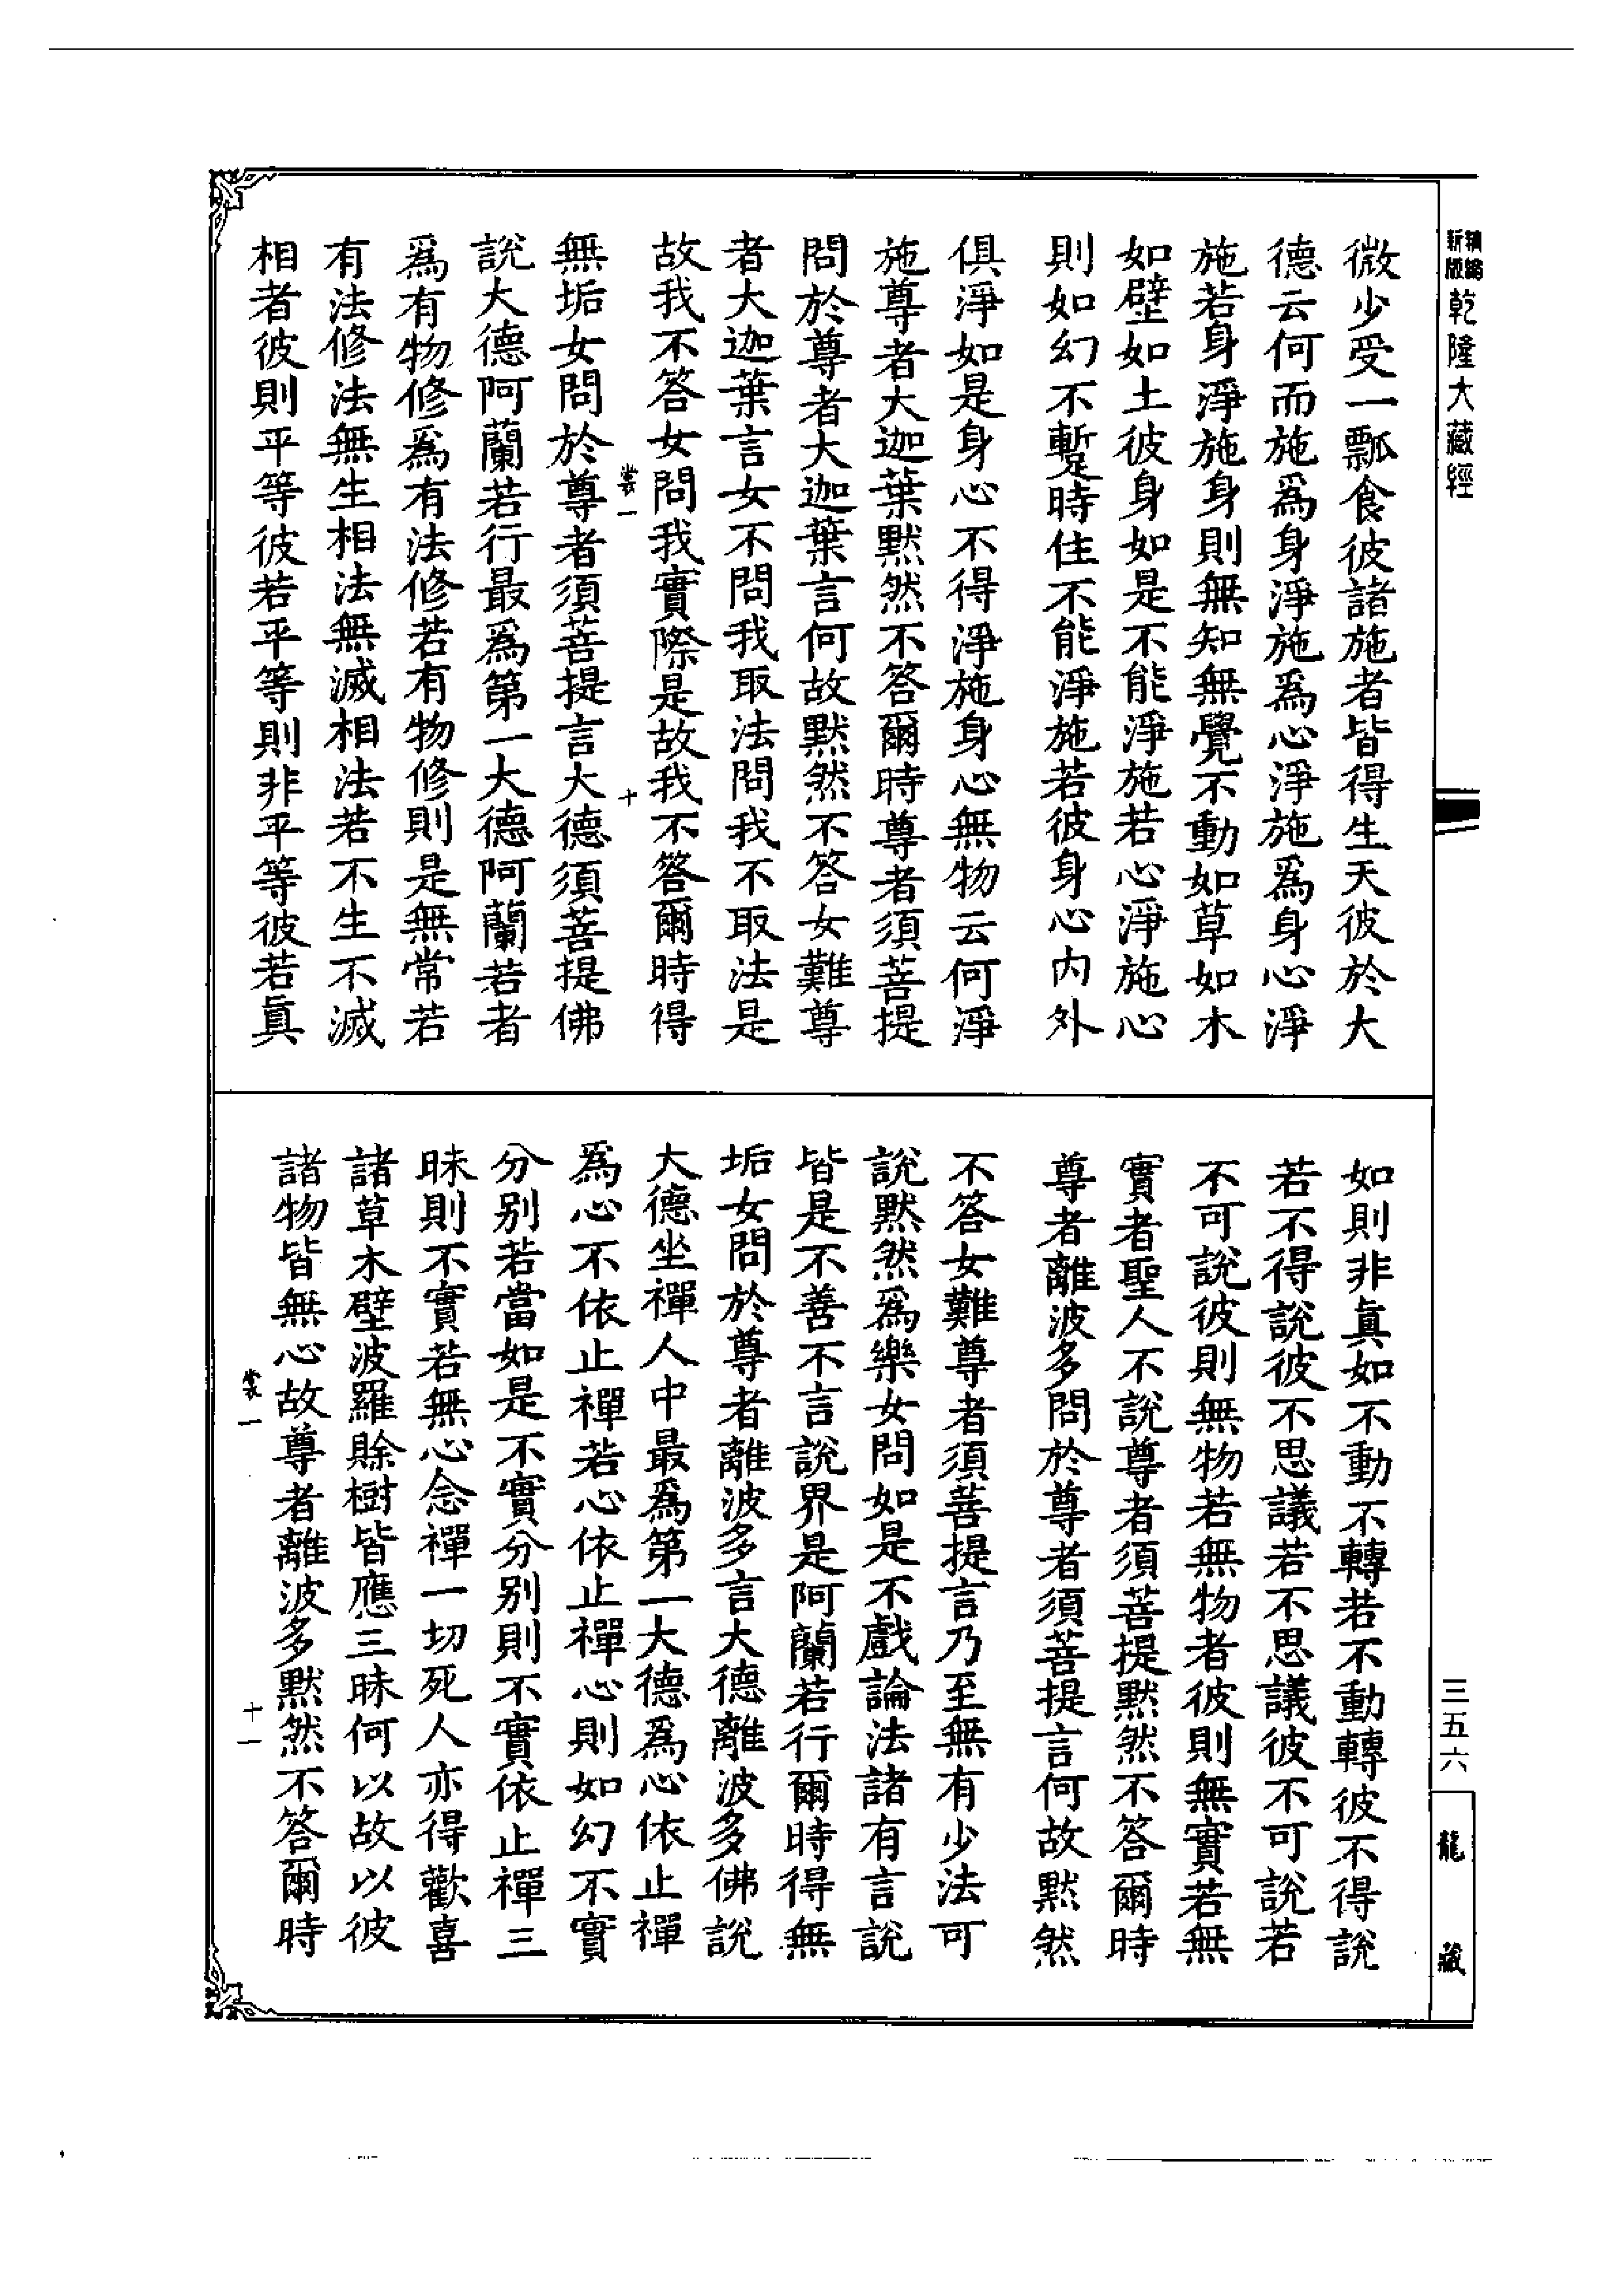 新編縮版乾隆大藏經
微少受一瓢食彼諸施者皆得生天彼於大
德云何而施為身淨施為心淨施為身心淨
施若身淨施身則無知無覺不動如草如木
如壁如土彼身如是不能淨施若心淨施心
則如幻不暫時住不能淨施若彼身心內外
俱淨如是身心不得淨施身心無物云何淨
施尊者大迦葉默然不答爾時尊者須菩提
問於尊者大迦葉言何故默然不答女難尊
者大迦葉言女不問我取法問我不取法是
故我不答女問我實際是故我不答爾時得
裳一
十
無垢女問於尊者須菩提言大德須菩提佛
說大德阿蘭若行最為第一大德阿蘭若者
為有物修為有法修若有物修則是無常若
有法修法無生相法無滅相法若不生不滅
相者彼則平等彼若平等則非平等彼若真
如則非真如不動不轉若不動轉彼不得說
若不得說彼不思議若不思議彼不可說若
不可說彼則無物若無物者彼則無實若無
實者聖人不說尊者須菩提默然不答爾時
尊者離波多問於尊者須菩提言何故默然
不答女難尊者須菩提言乃至無有少法可
說默然為樂女問如是不戲論法諸有言說
皆是不善不言說界是阿蘭若行爾時得無
垢女問於尊者離波多言大德離波多佛說
大德坐禪人中最為第一大德為心依止禪
為心不依止禪若心依止禪心則如幻不實
分別若當如是不實分別則不實依止禪三
昧則不實若無心念禪一切死人亦得歡喜
諸草木壁波羅賒樹皆應三昧何以故以彼
諸物皆無心故尊者離波多默然不答爾時
裳一
十一
三五六
龍藏